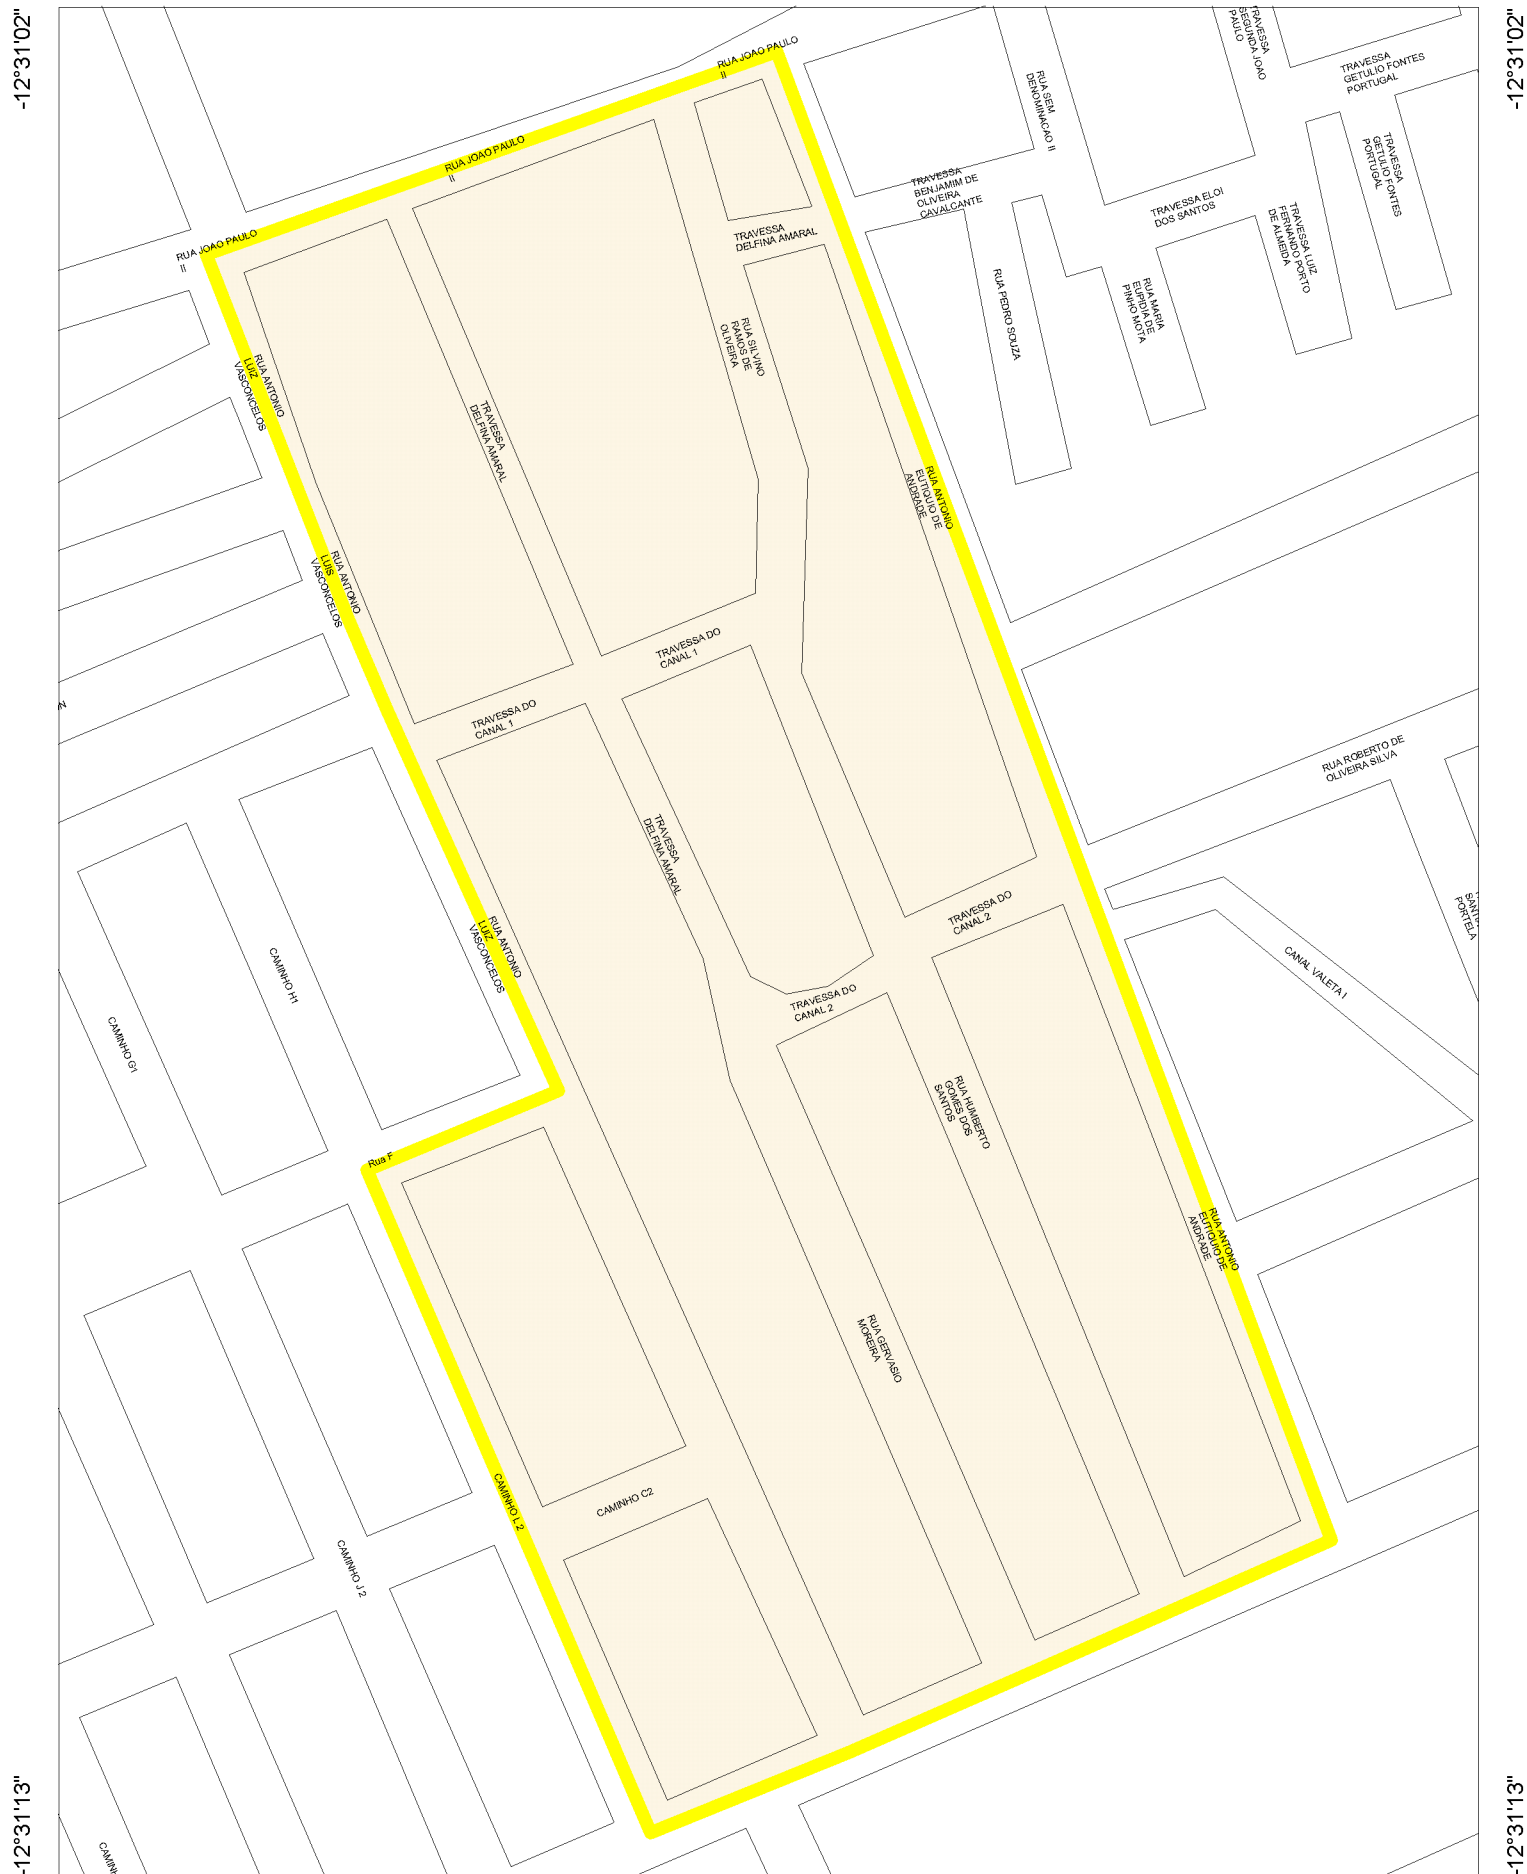 -12°31'02"
-12°31'02"
RUA JOAO PAULO
II
RUA JOAO PAULO
II
RUA JOAO PAULO
II
RUA SEM
DENOMINACAO II
TRAVESSA
SEGUNDA JOAO
PAULO
TRAVESSA
GETULIO FONTES
PORTUGAL
TRAVESSA
GETULIO FONTES
PORTUGAL
TRAVESSA
BENJAMIM DE
OLIVEIRA
CAVALCANTE
TRAVESSA ELOI
DOS SANTOS
TRAVESSA LUIZ
FERNANDO PORTO
DE ALMEIDA
TRAVESSA
DELFINA AMARAL
RUA PEDRO SOUZA
RUA MARIA
EUPIDIA DE
PINHO MOTA
RUA SILVINO
RAMOS DE
OLIVEIRA
RUA ANTONIO
LUIZ
VASCONCELOS
TRAVESSA
DELFINA AMARAL
RUA ANTONIO
EUTIQUIO DE
ANDRADE
RUA ANTONIO
LUIS
VASCONCELOS
TRAVESSA DO
CANAL 1
TRAVESSA DO
CANAL 1
RUA ROBERTO DE
OLIVEIRA SILVA
TRAVESSA
DELFINA AMARAL
TRAVESSA DO
CANAL 2
PORTELA
RUA ANTONIO
LUIZ
VASCONCELOS
CAMINHO H1
CANAL VALETA I
TRAVESSA DO
CANAL 2
CAMINHO G1
RUA HUMBERTO
GOMES DOS
SANTOS
Rua F
RUA ANTONIO
EUTIQUIO DE
ANDRADE
RUA GERVASIO
MOREIRA
CAMINHO L 2
CAMINHO C2
CAMINHO J 2
-12°31'13"
-12°31'13"